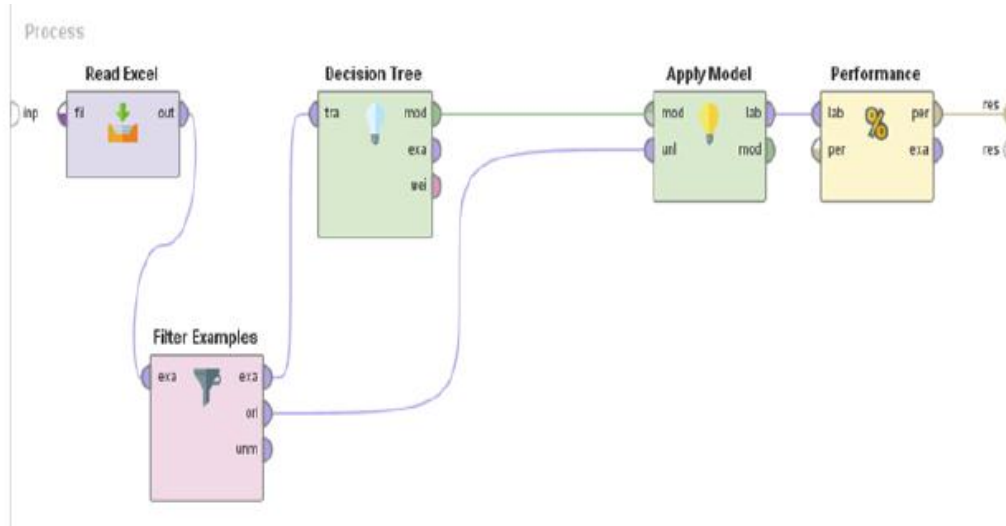 Process
Read Excel
Decision Tree
Apply Model
Performance
inp
fil
out
tra
mod
exa
wei
mod
lab
unl
mod
lab
per
per
exa
res
res
Filter Examples
exa
exa
ori
unm
%